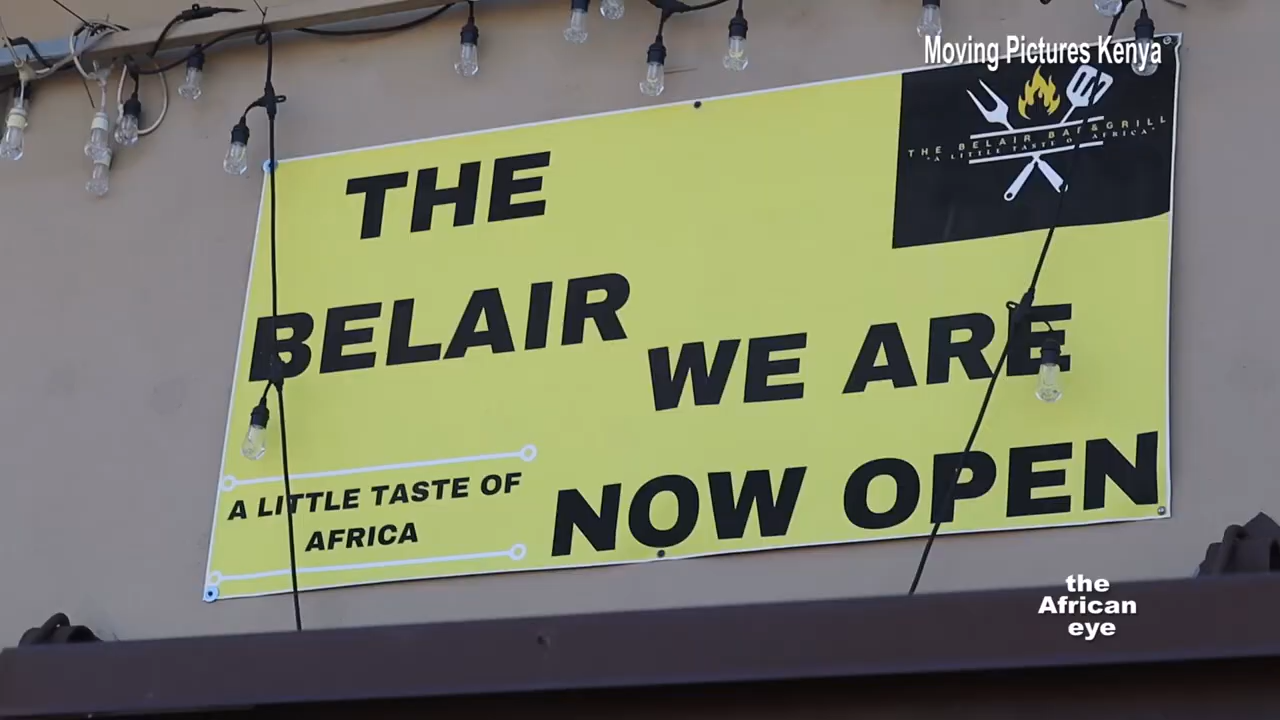 Moving Pictures Kenya
THE BELAIR BAR & GRILL
"A LITTLE TASTE OF AFRICA"
THE
BELAIR
WE ARE
NOW OPEN
A LITTLE TASTE OF
AFRICA
the
African
eye